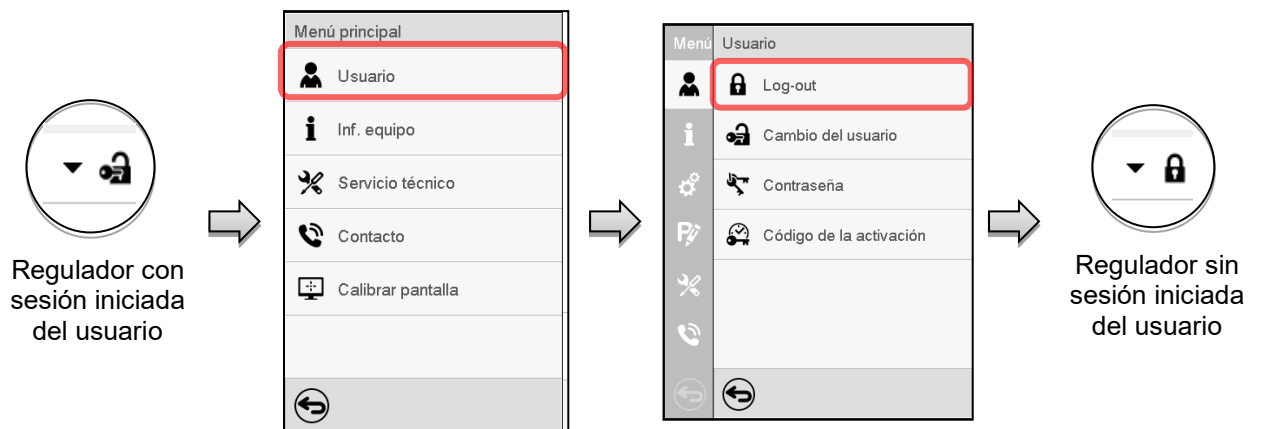 Regulador con
sesión iniciada
del usuario
Menú principal
Usuario
Inf. equipo
Servicio técnico
Contacto
Calibrar pantalla
Menú
Usuario
Log-out
Cambio del usuario
Contraseña
Código de la activación
Regulador sin
sesión iniciada
del usuario